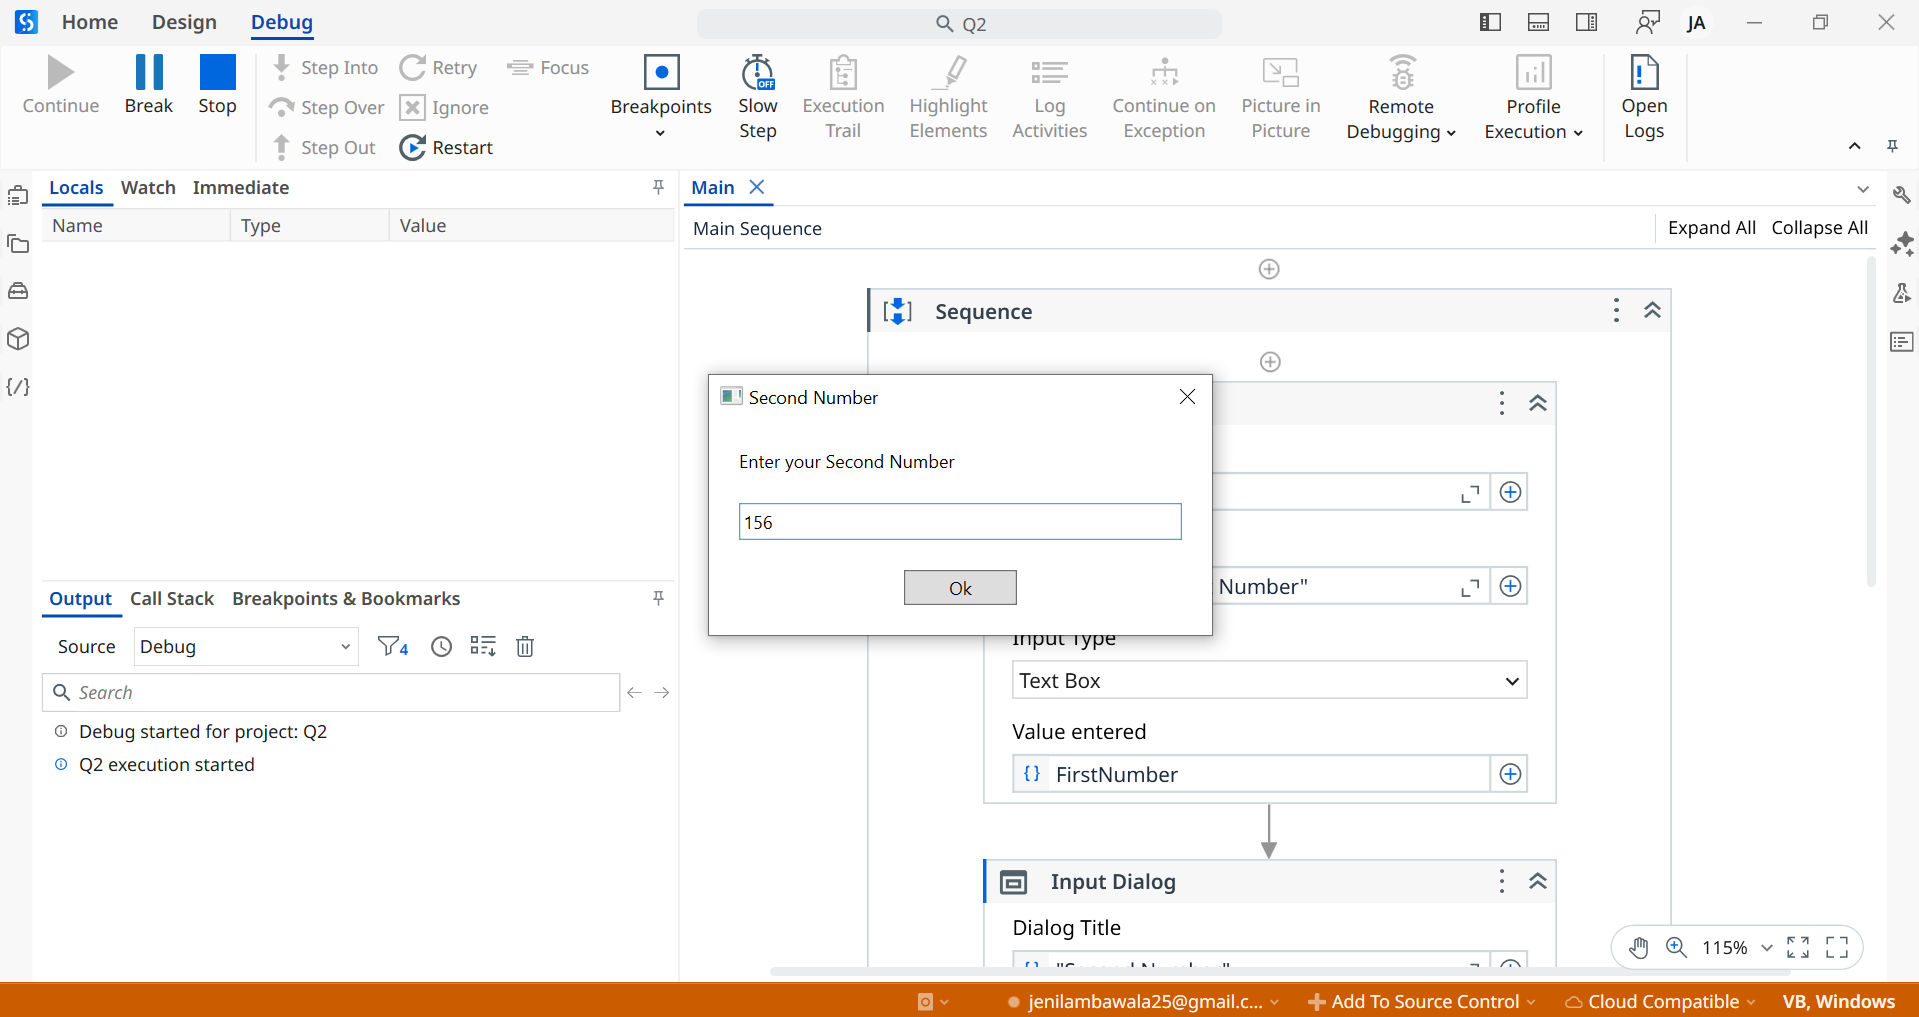 Home Design Debug
Q2
JA
Continue Break Stop
Step Into Retry Focus
Step Over Ignore
Step Out Restart
Breakpoints
Slow Step
Execution Trail
Highlight Elements
Log Activities
Continue on Exception
Picture in Picture
Remote Debugging
Profile Execution
Open Logs
Locals Watch Immediate
Name Type Value
Main
Main Sequence
Expand All Collapse All
Sequence
Second Number
Enter your Second Number
156
Ok
Number"
Input Type
Text Box
Value entered
FirstNumber
Input Dialog
Dialog Title
"Second Number"
115%
Output Call Stack Breakpoints & Bookmarks
Source Debug
4
Search
Debug started for project: Q2
Q2 execution started
jenilambawala25@gmail.c...
Add To Source Control
Cloud Compatible
VB, Windows